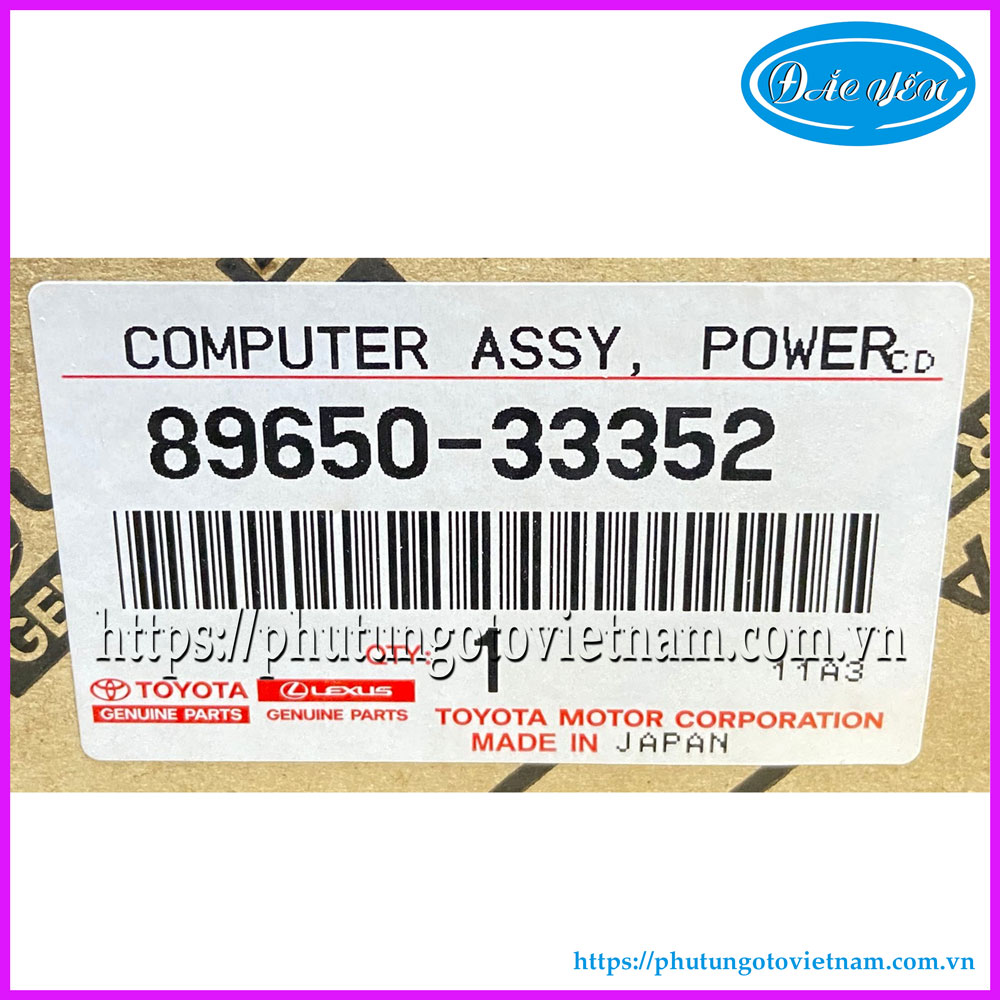 ĐẮC YẾN
COMPUTER ASSY, POWER CD
89650-33352
https://phutungotovietnam.com.vn
QTY: 1
11A3
TOYOTA LEXUS
GENUINE PARTS GENUINE PARTS
TOYOTA MOTOR CORPORATION
MADE IN JAPAN
https://phutungotovietnam.com.vn